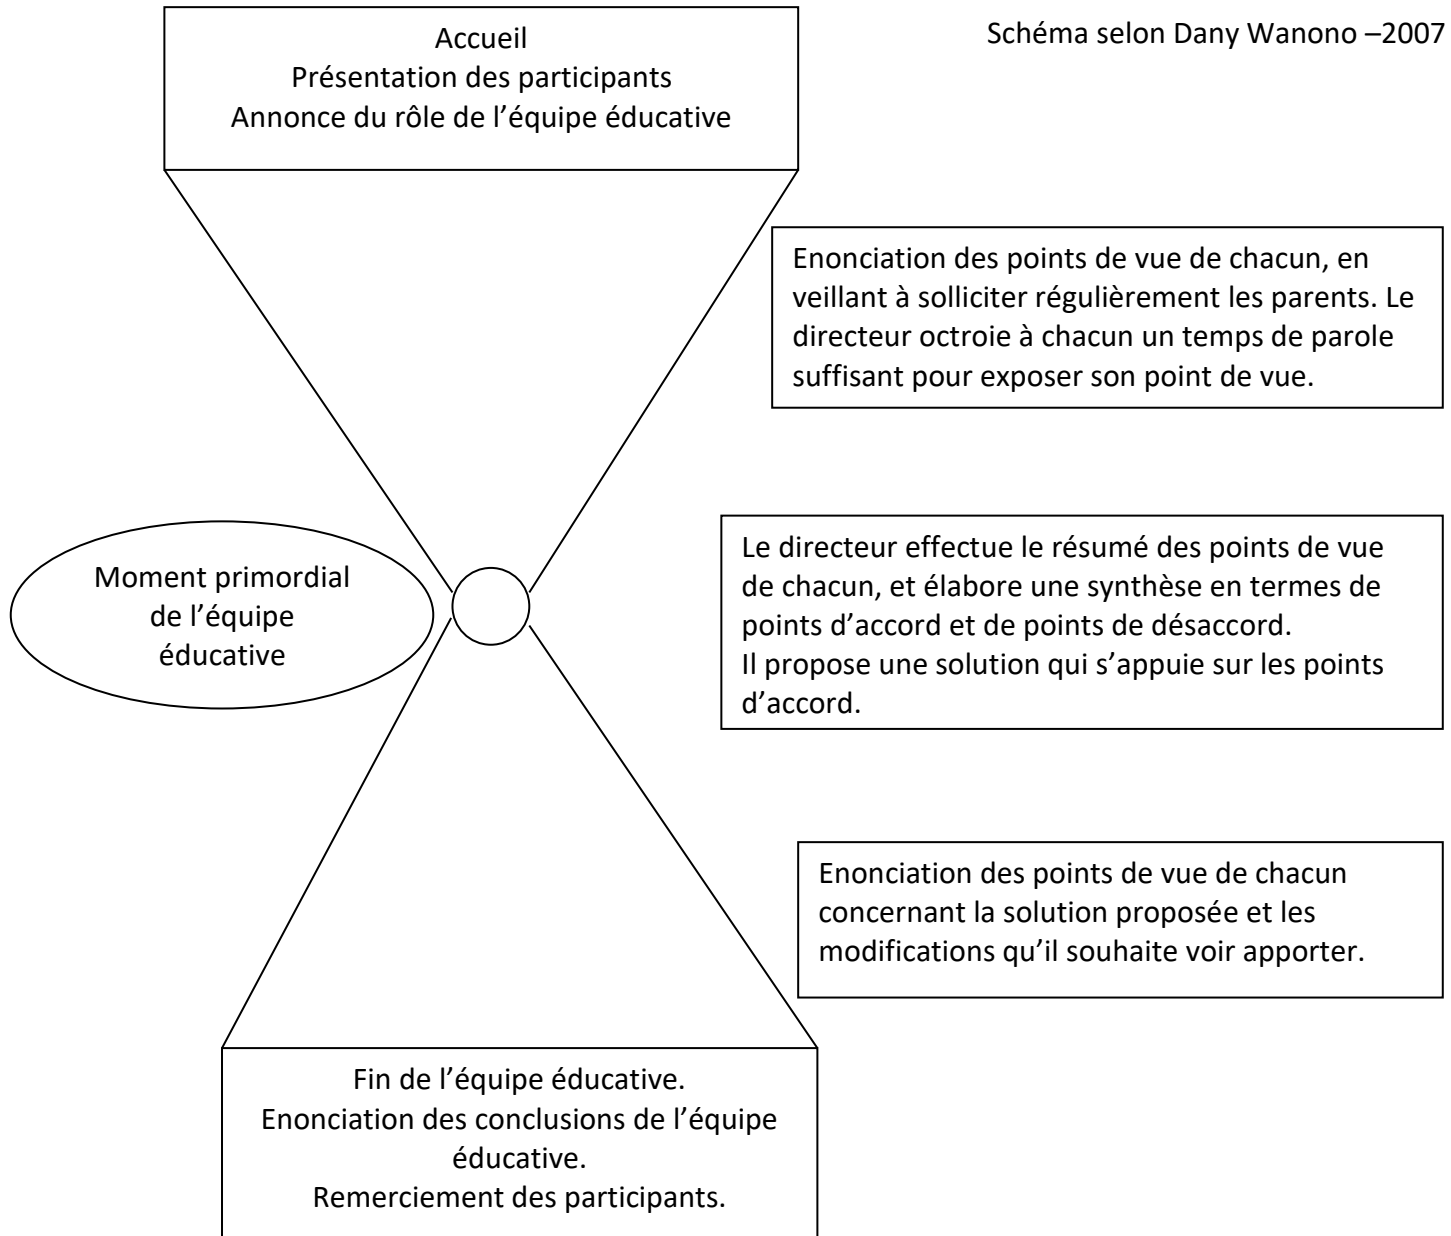 Schéma selon Dany Wanono –2007
Accueil
Présentation des participants
Annonce du rôle de l’équipe éducative
Enonciation des points de vue de chacun, en
veillant à solliciter régulièrement les parents. Le
directeur octroie à chacun un temps de parole
suffisant pour exposer son point de vue.
Moment primordial
de l’équipe
éducative
Le directeur effectue le résumé des points de vue
de chacun, et élabore une synthèse en termes de
points d’accord et de points de désaccord.
Il propose une solution qui s’appuie sur les points
d’accord.
Enonciation des points de vue de chacun
concernant la solution proposée et les
modifications qu’il souhaite voir apporter.
Fin de l’équipe éducative.
Enonciation des conclusions de l’équipe
éducative.
Remerciement des participants.